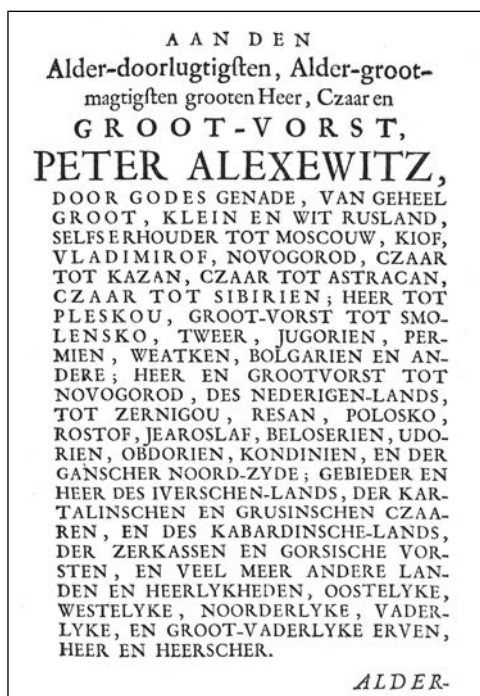 AAN DEN
Alder-doorlugtigſten, Alder-groot-
magtigſten grooten Heer, Czaar en
GROOT-VORST,
PETER ALEXEWITZ,
DOOR GODES GENADE, VAN GEHEEL
GROOT, KLEIN EN WIT RUSLAND,
SELFSERHOUDER TOT MOSCOUW, KIOF,
VLADIMIROF, NOVOGOROD, CZAAR
TOT KAZAN, CZAAR TOT ASTRACAN,
CZAAR TOT SIBIRIEN; HEER TOT
PLESKOU, GROOT-VORST TOT SMO-
LENSKO, TWEER, JUGORIEN, PER-
MIEN, WEATKEN, BOLGARIEN EN AN-
DERE; HEER EN GROOTVORST TOT
NOVOGOROD, DES NEDERIGEN-LANDS,
TOT ZERNIGOU, RESAN, POLOSKO,
ROSTOF, JEAROSLAF, BELOSERIEN, UDO-
RIEN, OBDORIEN, KONDINIEN, EN DER
GANSCHER NOORD-ZYDE; GEBIEDER EN
HEER DES IVERSCHEN-LANDS, DER KAR-
TALINSCHEN EN GRUSINSCHEN CZAA-
REN, EN DES KABARDINSCHE-LANDS,
DER ZERKASSEN EN GORSISCHE VOR-
STEN, EN VEEL MEER ANDERE LAN-
DEN EN HEERLYKHEDEN, OOSTELYKE,
WESTELYKE, NOORDERLYKE, VADER-
LYKE, EN GROOT-VADERLYKE ERVEN,
HEER EN HEERSCHER.
ALDER-